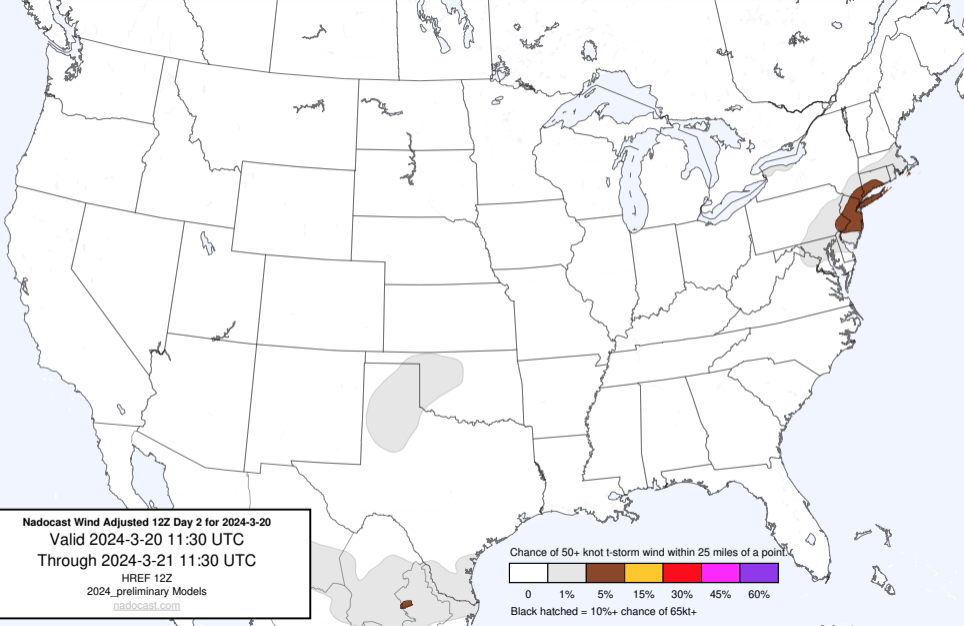 Nadocast Wind Adjusted 12Z Day 2 for 2024-3-20
Valid 2024-3-20 11:30 UTC
Through 2024-3-21 11:30 UTC
HREF 12Z
2024_preliminary Models
nadocast.com
Chance of 50+ knot t-storm wind within 25 miles of a point.
0 1% 5% 15% 30% 45% 60%
Black hatched = 10%+ chance of 65kt+